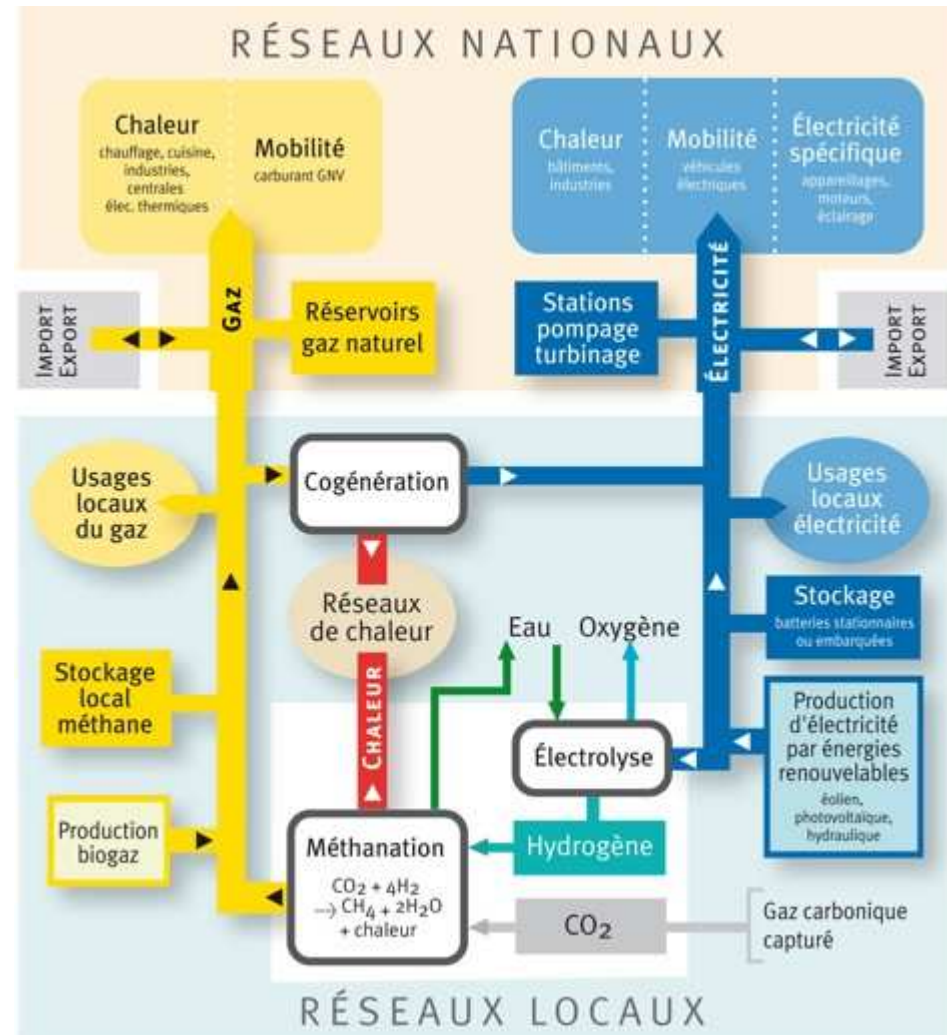 RÉSEAUX NATIONAUX
Chaleur
chauffage, cuisine,
industries,
centrales
élec. thermiques
Mobilité
carburant GNV
Chaleur
bâtiments,
industries
Mobilité
véhicules
électriques
Électricité
spécifique
appareillages,
moteurs,
éclairage
IMPORT
EXPORT
GAZ
Réservoirs
gaz naturel
Stations
pompage
turbinage
ÉLECTRICITÉ
IMPORT
EXPORT
Usages
locaux
du gaz
Cogénération
Usages
locaux
électricité
Réseaux
de chaleur
Eau
Oxygène
Stockage
batteries stationnaires
ou embarquées
Stockage
local
méthane
CHALEUR
Électrolyse
Production
d'électricité
par énergies
renouvelables
éolien,
photovoltaïque,
hydraulique
Production
biogaz
Méthanation
CO2 + 4H2
--> CH4 + 2H2O
+ chaleur
Hydrogène
CO2
Gaz carbonique
capturé
RÉSEAUX LOCAUX